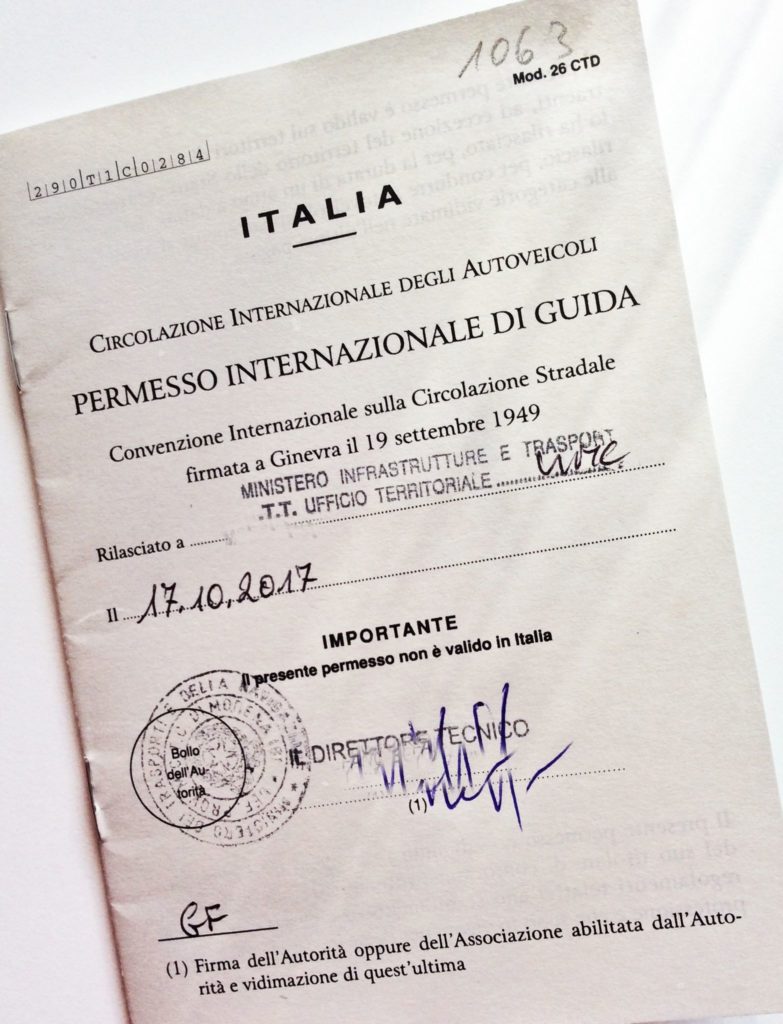 1063
Mod. 26 CTD
290T1C0284
ITALIA
CIRCOLAZIONE INTERNAZIONALE DEGLI AUTOVEICOLI
PERMESSO INTERNAZIONALE DI GUIDA
Convenzione Internazionale sulla Circolazione Stradale
firmata a Ginevra il 19 settembre 1949
MINISTERO INFRASTRUTTURE E TRASPORTI
.T.T. UFFICIO TERRITORIALE
Rilasciato a
Il 17.10.2017
IMPORTANTE
Il presente permesso non è valido in Italia
Bollo
dell'Au-
torità
IL DIRETTORE TECNICO
(1)
GF
(1) Firma dell'Autorità oppure dell'Associazione abilitata dall'Auto-
rità e vidimazione di quest'ultima